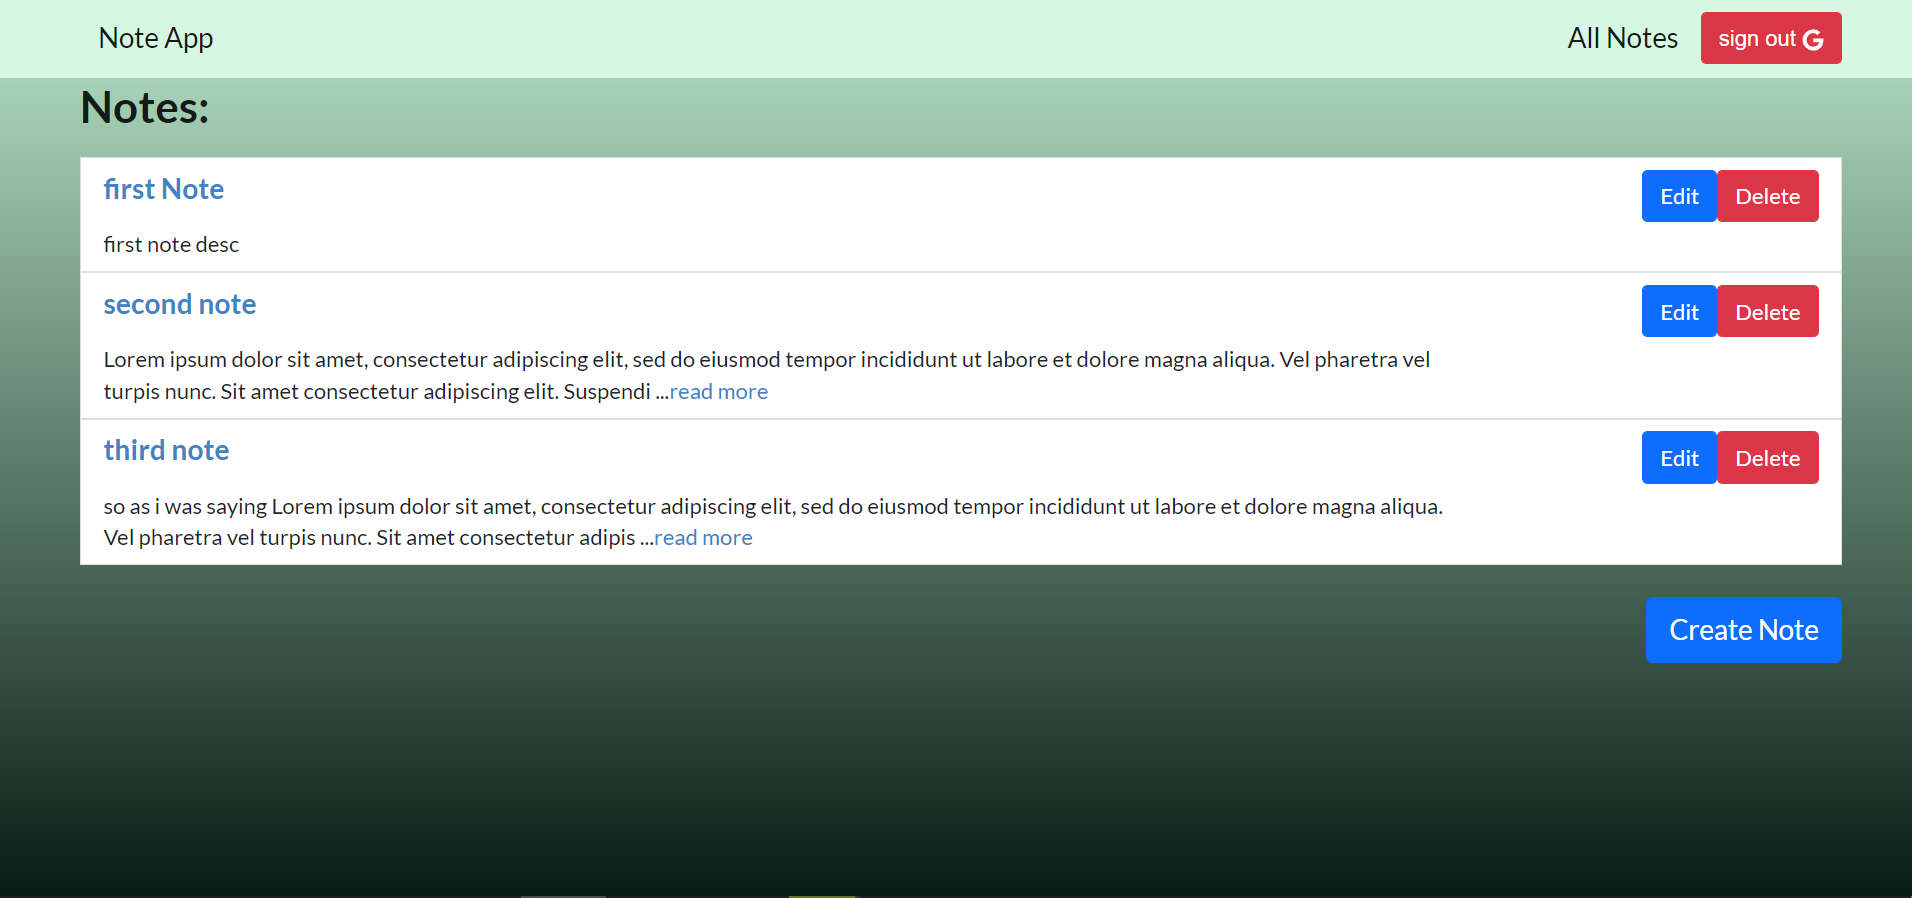 Note App
All Notes
sign out
Notes:
first Note
Edit
Delete
first note desc
second note
Edit
Delete
Lorem ipsum dolor sit amet, consectetur adipiscing elit, sed do eiusmod tempor incididunt ut labore et dolore magna aliqua. Vel pharetra vel
turpis nunc. Sit amet consectetur adipiscing elit. Suspendi ...read more
third note
Edit
Delete
so as i was saying Lorem ipsum dolor sit amet, consectetur adipiscing elit, sed do eiusmod tempor incididunt ut labore et dolore magna aliqua.
Vel pharetra vel turpis nunc. Sit amet consectetur adipis ...read more
Create Note